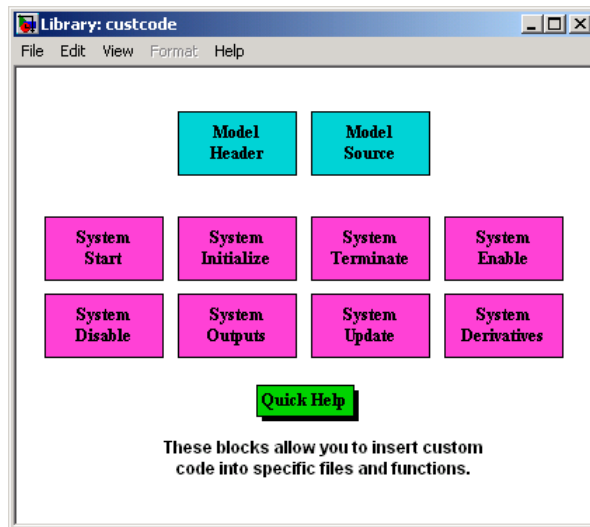 Library: custcode
File Edit View Format Help
Model
Header
Model
Source
System
Start
System
Initialize
System
Terminate
System
Enable
System
Disable
System
Outputs
System
Update
System
Derivatives
Quick Help
These blocks allow you to insert custom
code into specific files and functions.